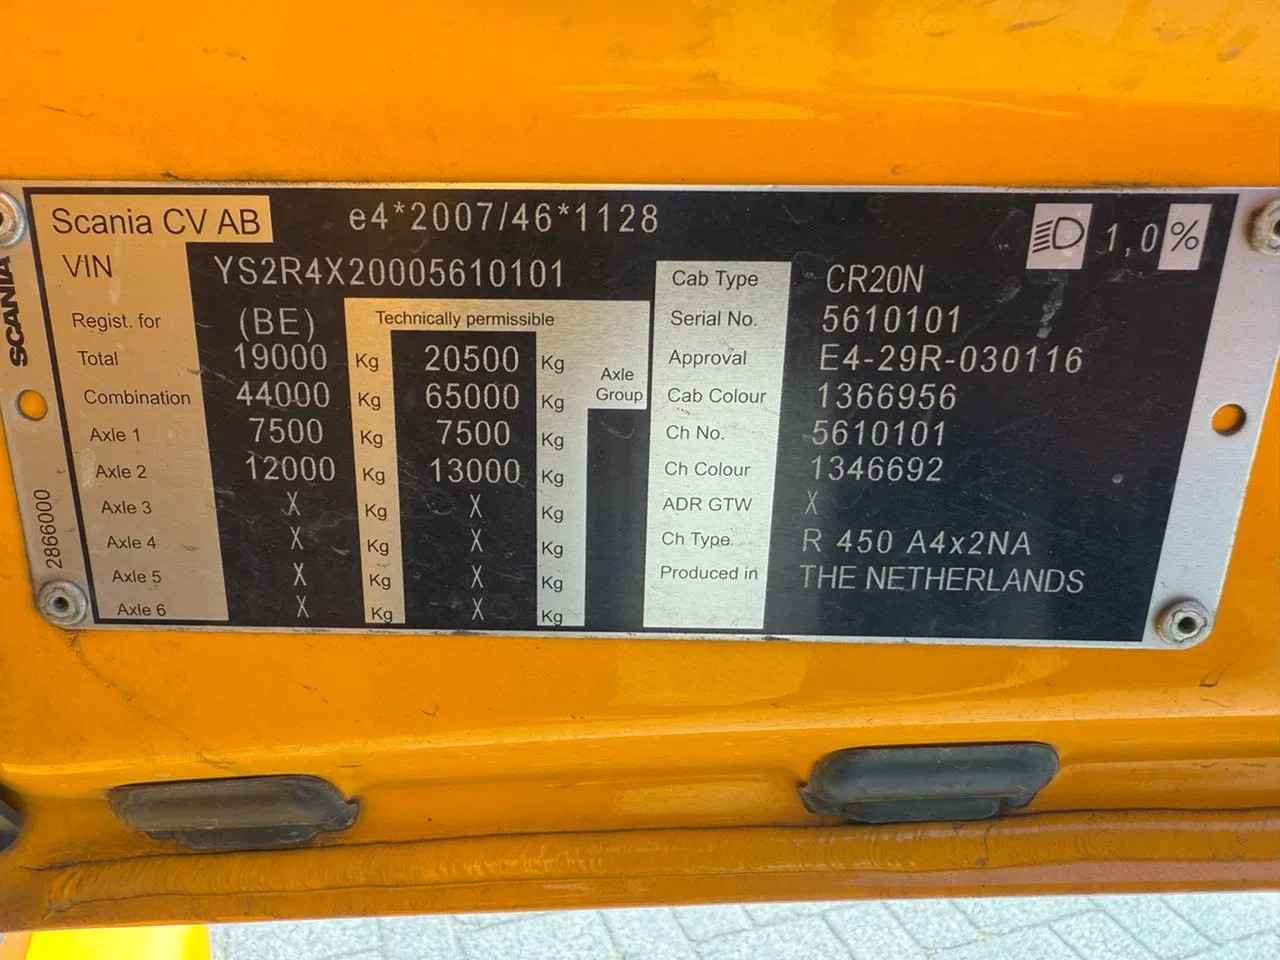 Scania CV AB e4*2007/46*1128 1,0 %
VIN YS2R4X20005610101 Cab Type CR20N
Regist. for (BE) Technically permissible Serial No. 5610101
Total 19000 Kg 20500 Kg Axle Group Approval E4-29R-030116
Combination 44000 Kg 65000 Kg Cab Colour 1366956
Axle 1 7500 Kg 7500 Kg Ch No. 5610101
Axle 2 12000 Kg 13000 Kg Ch Colour 1346692
Axle 3 X Kg X Kg ADR GTW X
Axle 4 X Kg X Kg Ch Type. R 450 A4x2NA
Axle 5 X Kg X Kg Produced in THE NETHERLANDS
Axle 6 X Kg X Kg
SCANIA
2866000